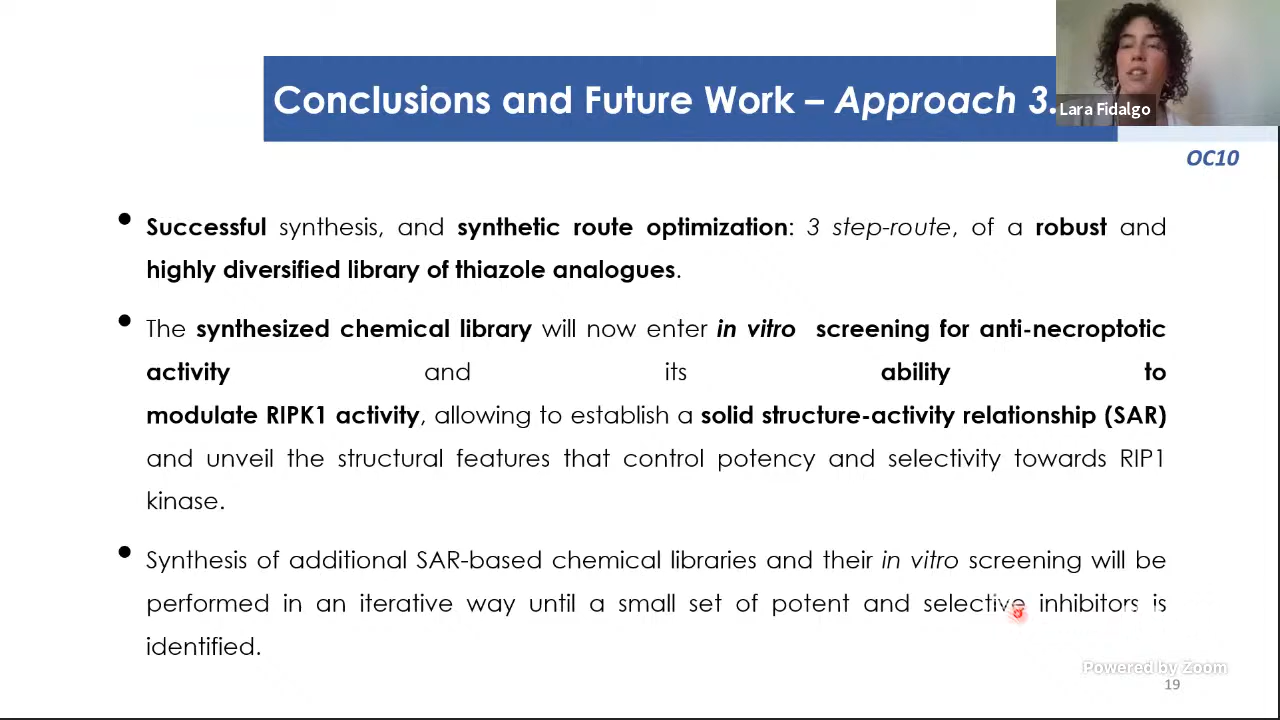 Conclusions and Future Work – Approach 3.
Lara Fidalgo
OC10
• Successful synthesis, and synthetic route optimization: 3 step-route, of a robust and
highly diversified library of thiazole analogues.
• The synthesized chemical library will now enter in vitro screening for anti-necroptotic
activity and its ability to
modulate RIPK1 activity, allowing to establish a solid structure-activity relationship (SAR)
and unveil the structural features that control potency and selectivity towards RIP1
kinase.
• Synthesis of additional SAR-based chemical libraries and their in vitro screening will be
performed in an iterative way until a small set of potent and selective inhibitors is
identified.
Powered by Zoom
19